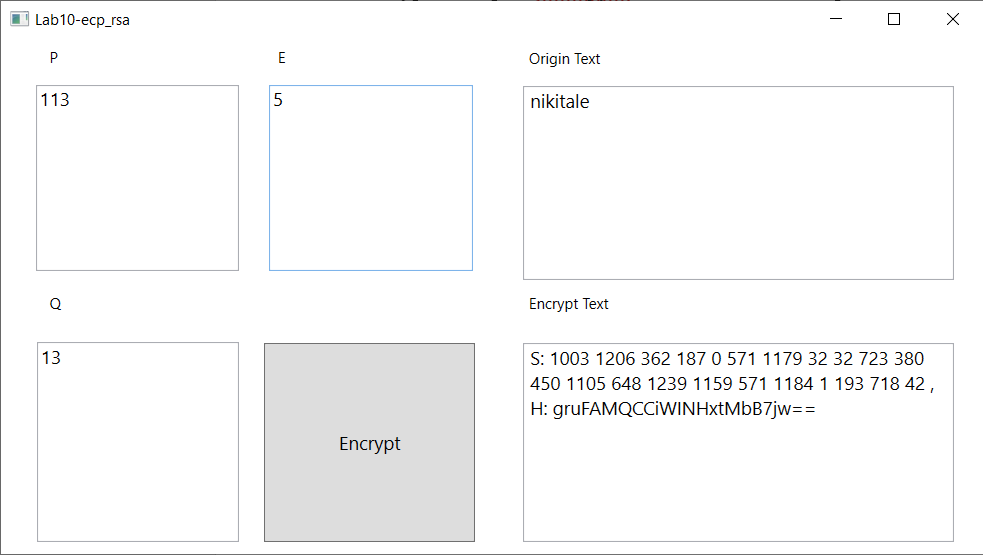 Lab10-ecp_rsa
P
E
Origin Text
113
5
nikitale
Q
Encrypt Text
13
Encrypt
S: 1003 1206 362 187 0 571 1179 32 32 723 380
450 1105 648 1239 1159 571 1184 1 193 718 42 ,
H: gruFAMQCCiWINHxtMbB7jw==